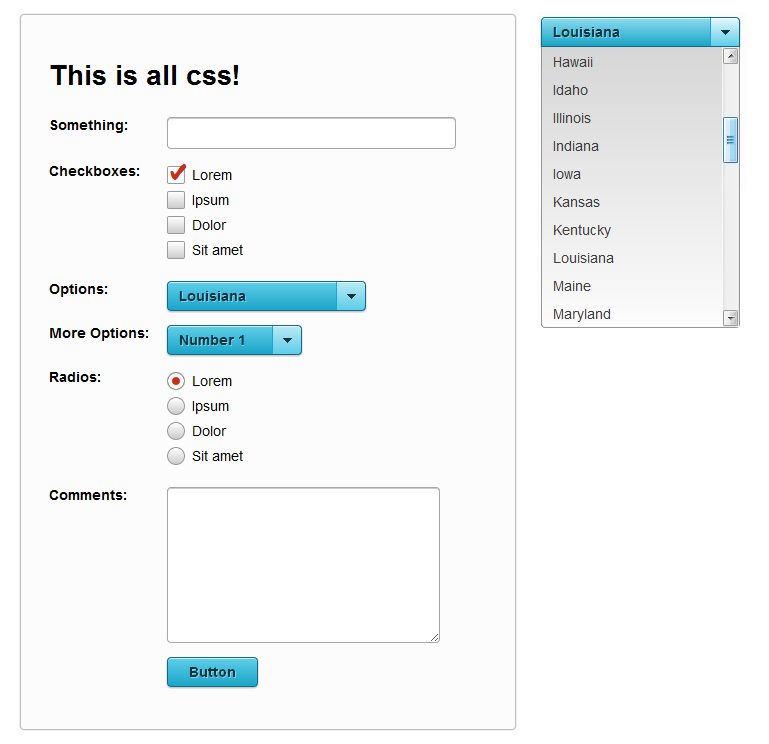 This is all css!
Something:
Checkboxes:
Lorem
Ipsum
Dolor
Sit amet
Options:
Louisiana
More Options:
Number 1
Radios:
Lorem
Ipsum
Dolor
Sit amet
Comments:
Button
Louisiana
Hawaii
Idaho
Illinois
Indiana
Iowa
Kansas
Kentucky
Louisiana
Maine
Maryland